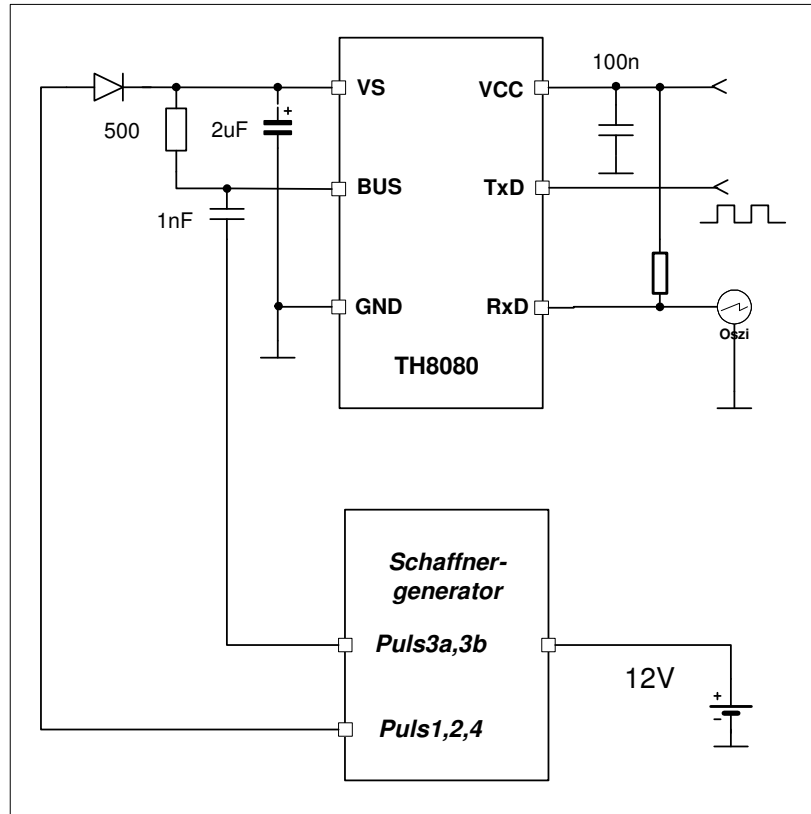 VS
VCC
100n
500
2uF
+
BUS
TxD
1nF
GND
RxD
Oszi
TH8080
Schaffner-
generator
Puls3a,3b
12V
+
−
Puls1,2,4